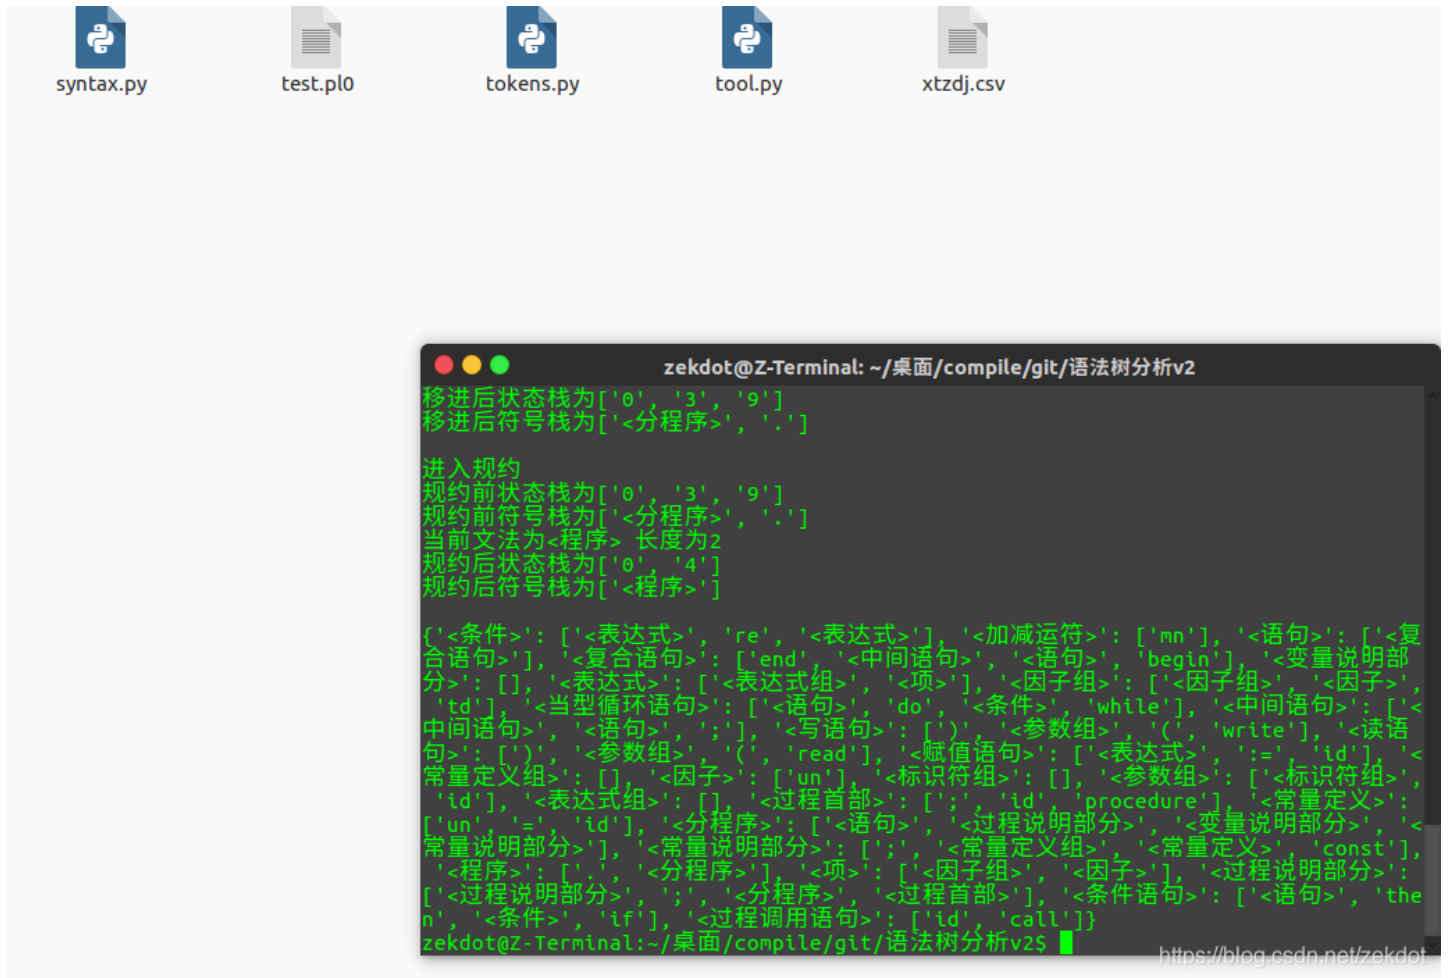 syntax.py
test.pl0
tokens.py
tool.py
xtzdj.csv
zekdot@Z-Terminal: ~/桌面/compile/git/语法树分析v2
移进后状态栈为['0', '3', '9']
移进后符号栈为['<分程序>', '.']
进入规约
规约前状态栈为['0', '3', '9']
规约前符号栈为['<分程序>', '.']
当前文法为<程序> 长度为2
规约后状态栈为['0', '4']
规约后符号栈为['<程序>']
{'<条件>': ['<表达式>', 're', '<表达式>'], '<加减运符>': ['mn'], '<语句>': ['<复
合语句>'], '<复合语句>': ['end', '<中间语句>', '<语句>', 'begin'], '<变量说明部
分>': [], '<表达式>': ['<表达式组>', '<项>'], '<因子组>': ['<因子组>', '<因子>',
'td'], '<当型循环语句>': ['<语句>', 'do', '<条件>', 'while'], '<中间语句>': ['<
中间语句>', '<语句>', ';'], '<写语句>': [')', '<参数组>', '(', 'write'], '<读语
句>': [')', '<参数组>', '(', 'read'], '<赋值语句>': ['<表达式>', ':=', 'id'], '<
常量定义组>': [], '<因子>': ['un'], '<标识符组>': [], '<参数组>': ['<标识符组>',
'id'], '<表达式组>': [], '<过程首部>': [';', 'id', 'procedure'], '<常量定义>':
['un', '=', 'id'], '<分程序>': ['<语句>', '<过程说明部分>', '<变量说明部分>', '<
常量说明部分>'], '<常量说明部分>': [';', '<常量定义组>', '<常量定义>', 'const'],
'<程序>': ['.', '<分程序>'], '<项>': ['<因子组>', '<因子>'], '<过程说明部分>':
['<过程说明部分>', ';', '<分程序>', '<过程首部>'], '<条件语句>': ['<语句>', 'the
n', '<条件>', 'if'], '<过程调用语句>': ['id', 'call']}
zekdot@Z-Terminal:~/桌面/compile/git/语法树分析v2$
https://blog.csdn.net/zekdot